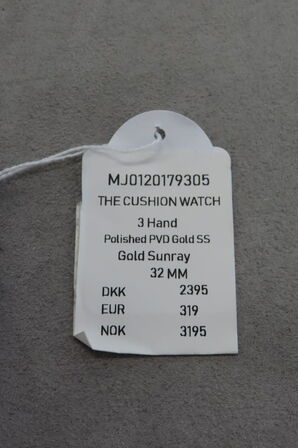 MJ0120179305
THE CUSHION WATCH
3 Hand
Polished PVD Gold SS
Gold Sunray
32 MM
DKK 2395
EUR 319
NOK 3195